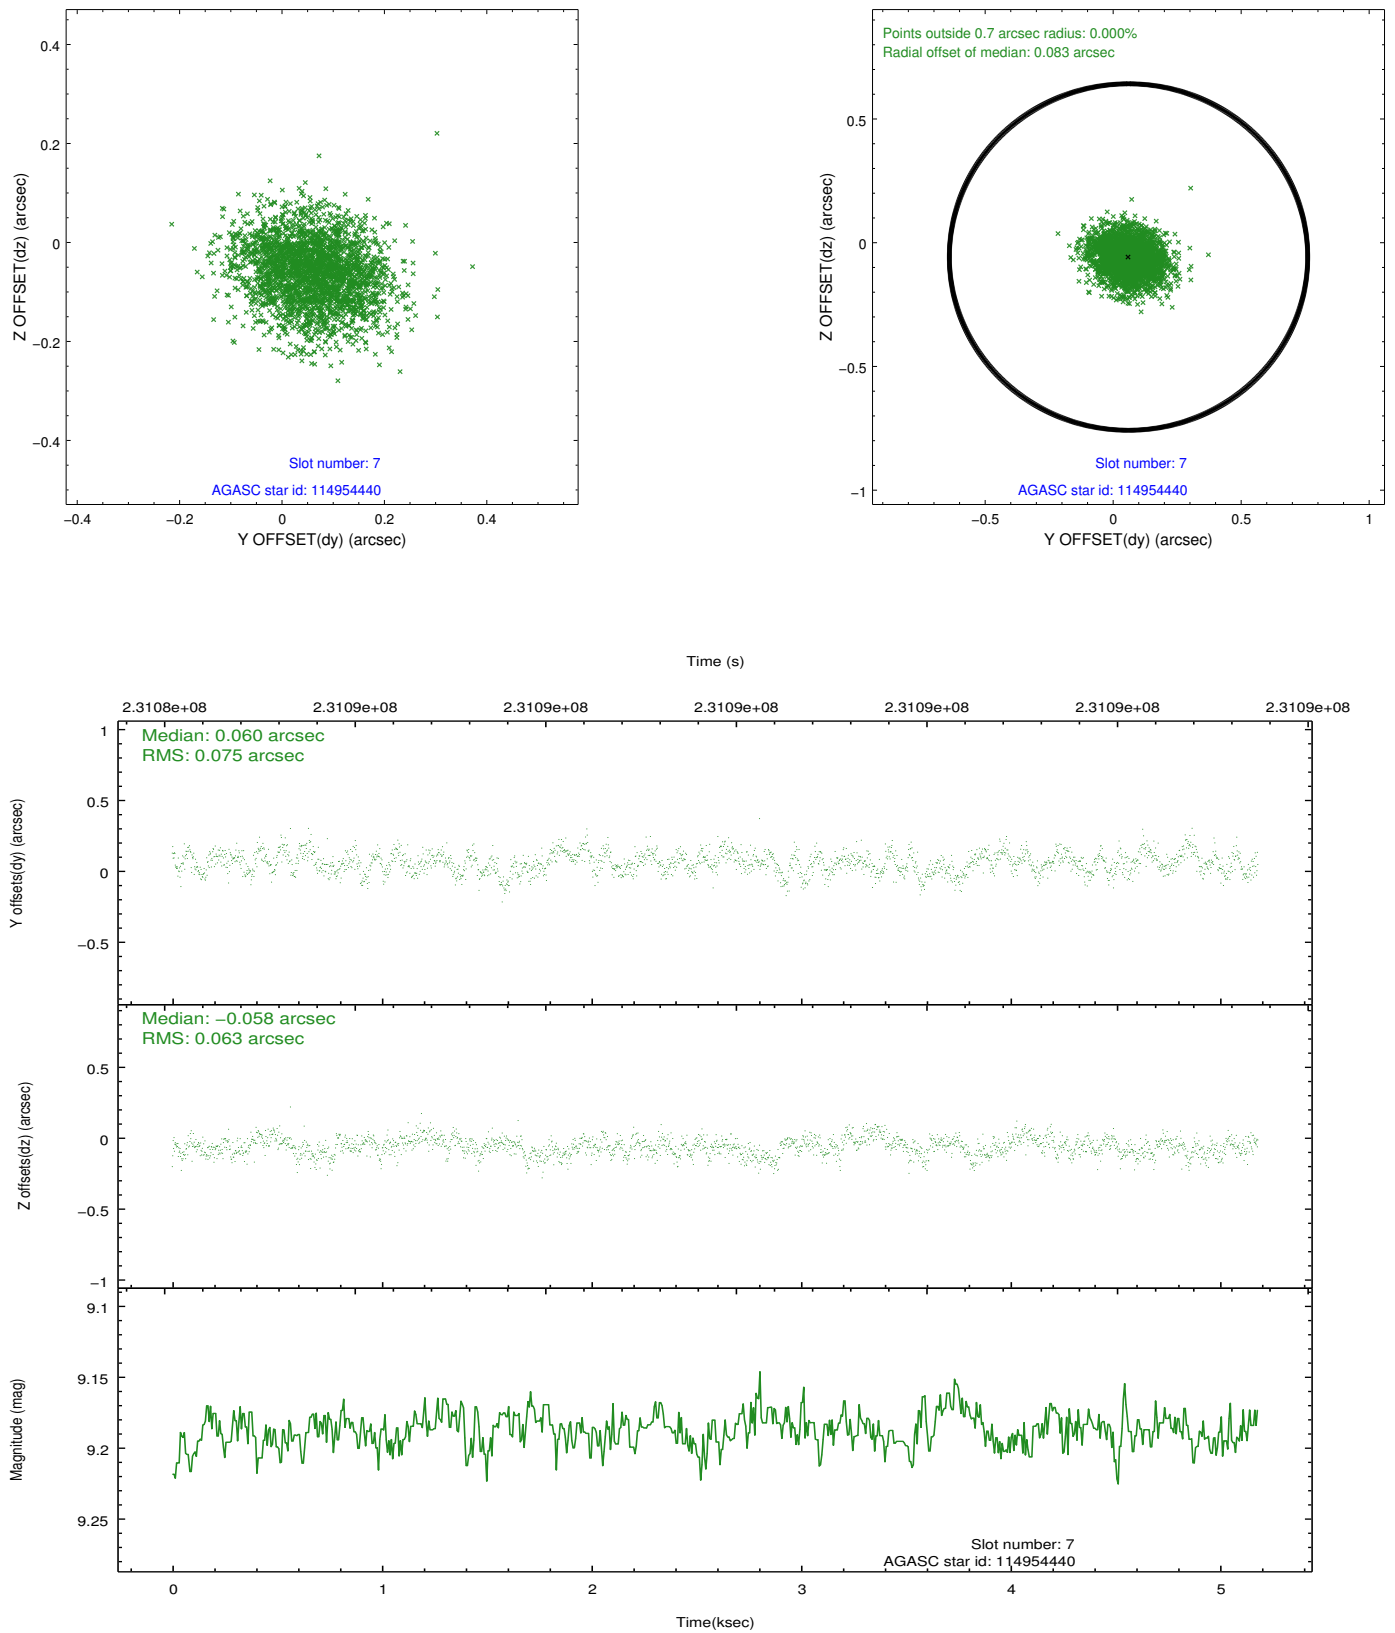 0.4
0.2
0
−0.2
−0.4
Z OFFSET(dz) (arcsec)
Slot number: 7
AGASC star id: 114954440
−0.4 −0.2 0 0.2 0.4
Y OFFSET(dy) (arcsec)
Points outside 0.7 arcsec radius: 0.000%
Radial offset of median: 0.083 arcsec
0.5
0
−0.5
−1
Z OFFSET(dz) (arcsec)
Slot number: 7
AGASC star id: 114954440
−0.5 0 0.5 1
Y OFFSET(dy) (arcsec)
Time (s)
2.3108e+08 2.3109e+08 2.3109e+08 2.3109e+08 2.3109e+08 2.3109e+08 2.3109e+08
Median: 0.060 arcsec
RMS: 0.075 arcsec
1
0.5
0
−0.5
Y offsets(dy) (arcsec)
Median: −0.058 arcsec
RMS: 0.063 arcsec
0.5
0
−0.5
−1
Z offsets(dz) (arcsec)
9.1
9.15
9.2
9.25
Magnitude (mag)
Slot number: 7
AGASC star id: 114954440
0 1 2 3 4 5
Time(ksec)